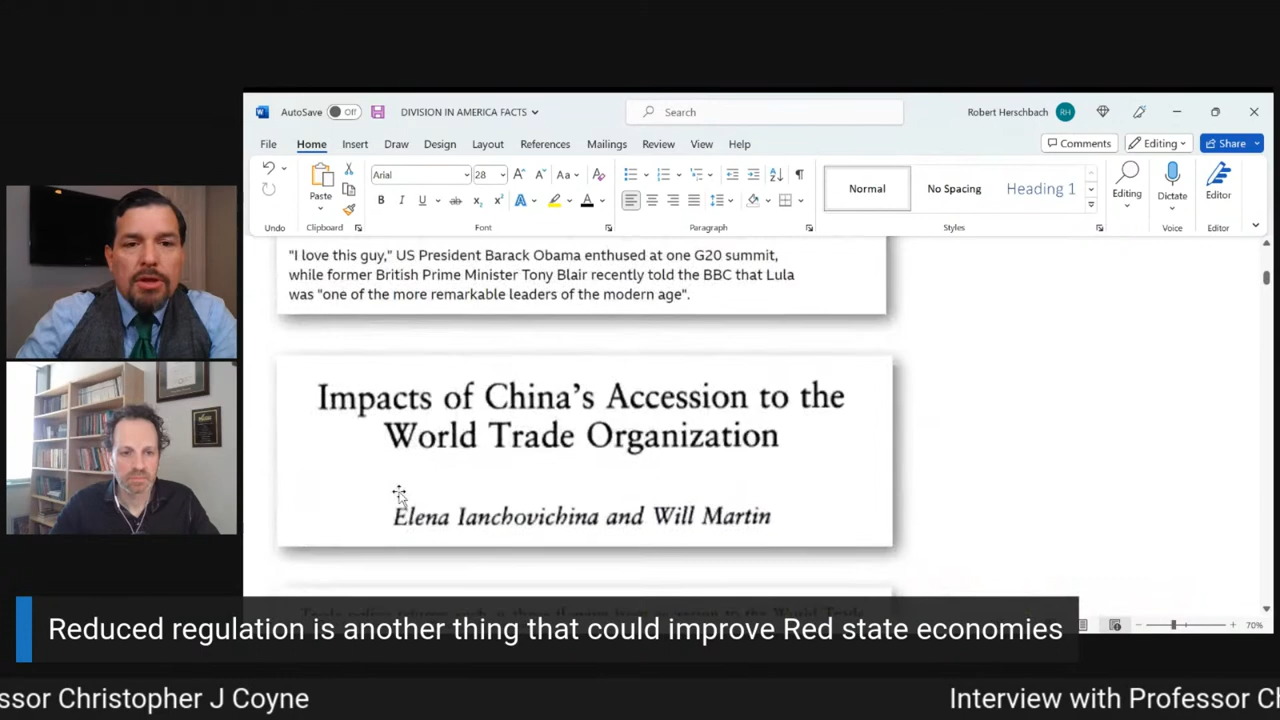 AutoSave Off DIVISION IN AMERICA FACTS Search Robert Herschbach RH
File Home Insert Draw Design Layout References Mailings Review View Help Comments Editing Share
Arial 28 Aa
Paste B I U ab x₂ x² A A Normal No Spacing Heading 1 Editing Dictate Editor
Undo Clipboard Font Paragraph Styles Voice Editor
"I love this guy," US President Barack Obama enthused at one G20 summit,
while former British Prime Minister Tony Blair recently told the BBC that Lula
was "one of the more remarkable leaders of the modern age".
Impacts of China's Accession to the
World Trade Organization
Elena Ianchovichina and Will Martin
Reduced regulation is another thing that could improve Red state economies
70%
ssor Christopher J Coyne Interview with Professor Ch